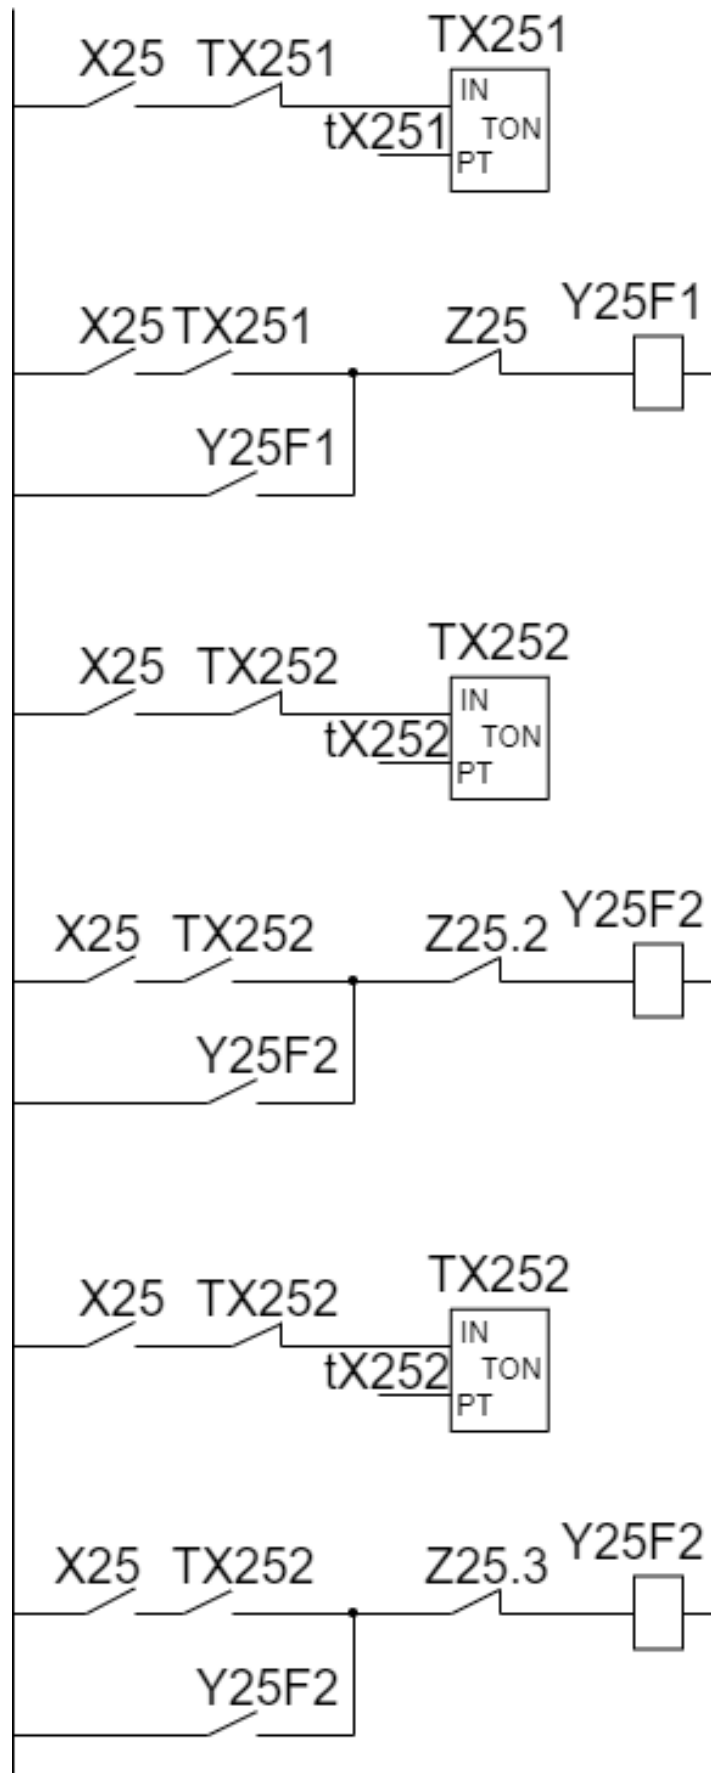 X25 TX251 TX251
IN
tX251 TON
PT
X25 TX251 Z25 Y25F1
Y25F1
X25 TX252 TX252
IN
tX252 TON
PT
X25 TX252 Z25.2 Y25F2
Y25F2
X25 TX252 TX252
IN
tX252 TON
PT
X25 TX252 Z25.3 Y25F2
Y25F2